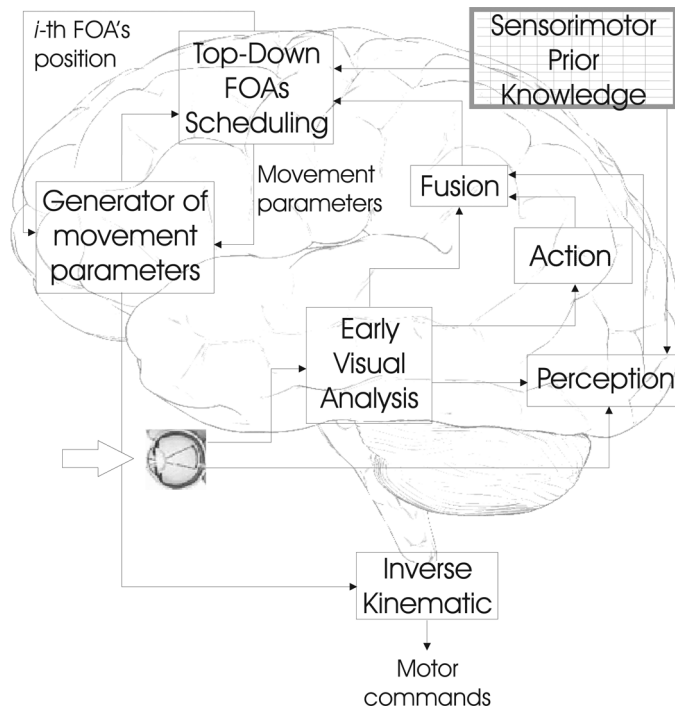 i-th FOA's
position
Top-Down
FOAs
Scheduling
Sensorimotor
Prior
Knowledge
Movement
parameters
Fusion
Generator of
movement
parameters
Action
Early
Visual
Analysis
Perception
Inverse
Kinematic
Motor
commands